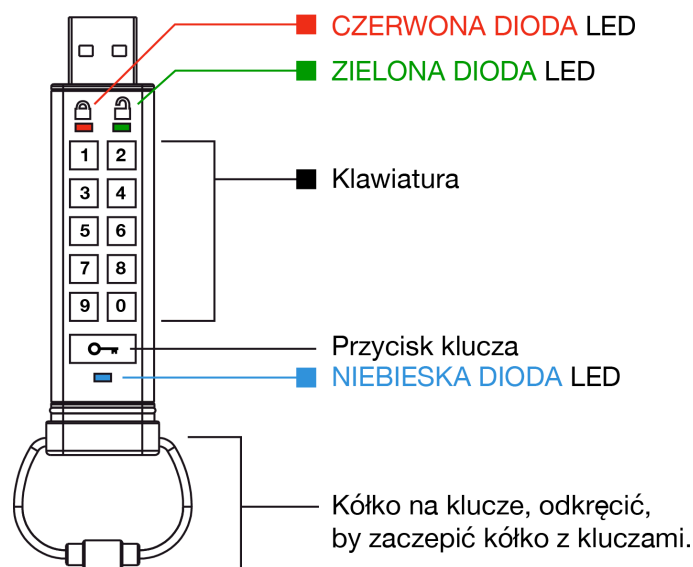 CZERWONA DIODA LED
ZIELONA DIODA LED
1 2
Klawiatura
3 4
5 6
7 8
9 0
Przycisk klucza
NIEBIESKA DIODA LED
Kółko na klucze, odkręcić,
by zaczepić kółko z kluczami.